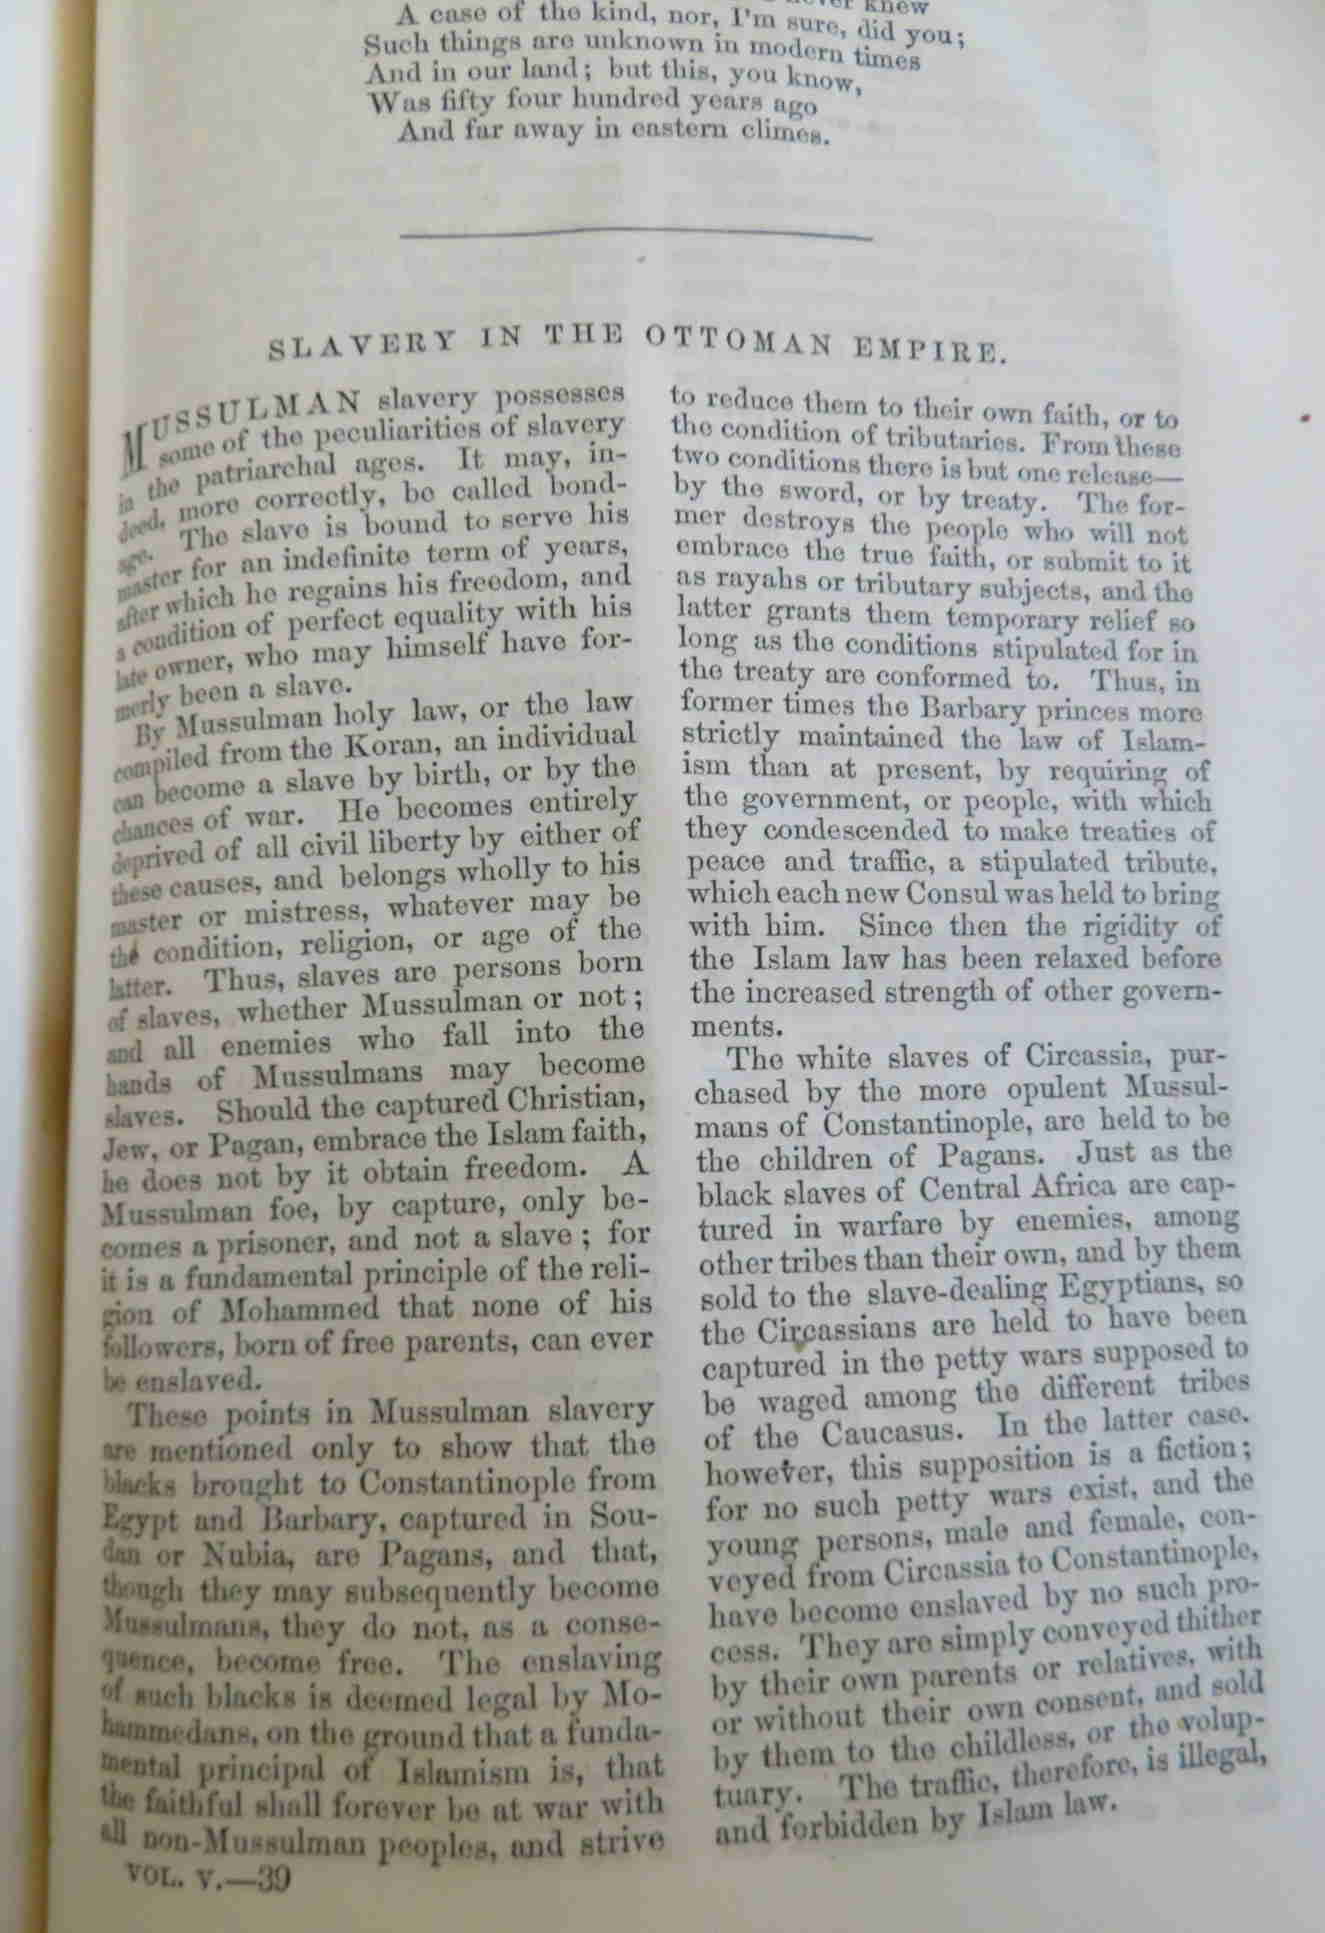 knew
A case of the kind, nor, I'm sure, did you;
Such things are unknown in modern times
And in our land; but this, you know,
Was fifty four hundred years ago
And far away in eastern climes.
SLAVERY IN THE OTTOMAN EMPIRE.
MUSSULMAN slavery possesses
some of the peculiarities of slavery
in the patriarchal ages. It may, in-
deed, more correctly, be called bond-
age. The slave is bound to serve his
master for an indefinite term of years,
after which he regains his freedom, and
a condition of perfect equality with his
late owner, who may himself have for-
merly been a slave.
By Mussulman holy law, or the law
compiled from the Koran, an individual
can become a slave by birth, or by the
chances of war. He becomes entirely
deprived of all civil liberty by either of
these causes, and belongs wholly to his
master or mistress, whatever may be
the condition, religion, or age of the
latter. Thus, slaves are persons born
of slaves, whether Mussulman or not;
and all enemies who fall into the
hands of Mussulmans may become
slaves. Should the captured Christian,
Jew, or Pagan, embrace the Islam faith,
he does not by it obtain freedom. A
Mussulman foe, by capture, only be-
comes a prisoner, and not a slave; for
it is a fundamental principle of the reli-
gion of Mohammed that none of his
followers, born of free parents, can ever
be enslaved.
These points in Mussulman slavery
are mentioned only to show that the
blacks brought to Constantinople from
Egypt and Barbary, captured in Sou-
dan or Nubia, are Pagans, and that,
though they may subsequently become
Mussulmans, they do not, as a conse-
quence, become free. The enslaving
of such blacks is deemed legal by Mo-
hammedans, on the ground that a funda-
mental principal of Islamism is, that
the faithful shall forever be at war with
all non-Mussulman peoples, and strive
VOL. V.—39
to reduce them to their own faith, or to
the condition of tributaries. From these
two conditions there is but one release—
by the sword, or by treaty. The for-
mer destroys the people who will not
embrace the true faith, or submit to it
as rayahs or tributary subjects, and the
latter grants them temporary relief so
long as the conditions stipulated for in
the treaty are conformed to. Thus, in
former times the Barbary princes more
strictly maintained the law of Islam-
ism than at present, by requiring of
the government, or people, with which
they condescended to make treaties of
peace and traffic, a stipulated tribute,
which each new Consul was held to bring
with him. Since then the rigidity of
the Islam law has been relaxed before
the increased strength of other govern-
ments.
The white slaves of Circassia, pur-
chased by the more opulent Mussul-
mans of Constantinople, are held to be
the children of Pagans. Just as the
black slaves of Central Africa are cap-
tured in warfare by enemies, among
other tribes than their own, and by them
sold to the slave-dealing Egyptians, so
the Circassians are held to have been
captured in the petty wars supposed to
be waged among the different tribes
of the Caucasus. In the latter case,
however, this supposition is a fiction;
for no such petty wars exist, and the
young persons, male and female, con-
veyed from Circassia to Constantinople,
have become enslaved by no such pro-
cess. They are simply conveyed thither
by their own parents or relatives, with
or without their own consent, and sold
by them to the childless, or the volup-
tuary. The traffic, therefore, is illegal,
and forbidden by Islam law.